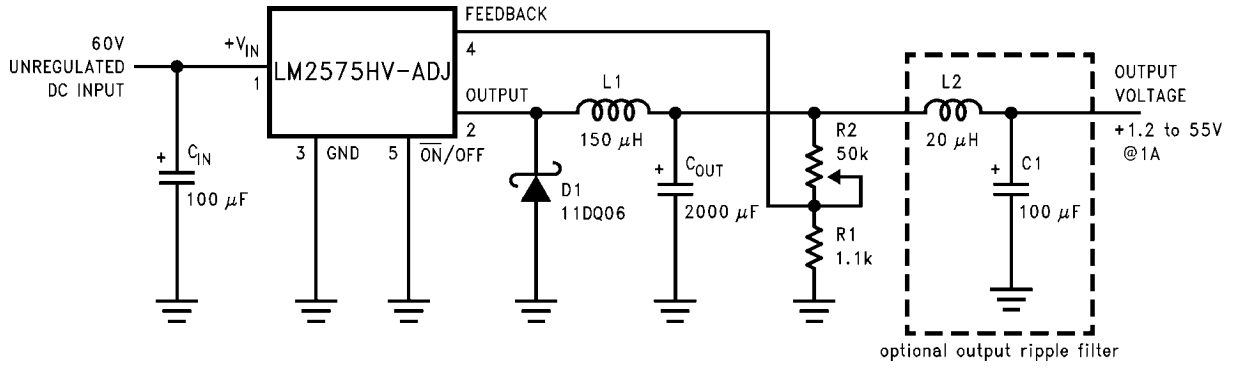 FEEDBACK
4
60V
UNREGULATED
DC INPUT
+V_IN
1
LM2575HV-ADJ
OUTPUT
2
3 GND
5 O̅N̅/OFF
+ C_IN
100 μF
L1
150 μH
D1
11DQ06
+ C_OUT
2000 μF
R2
50k
R1
1.1k
L2
20 μH
+ C1
100 μF
OUTPUT
VOLTAGE
+1.2 to 55V
@1A
optional output ripple filter